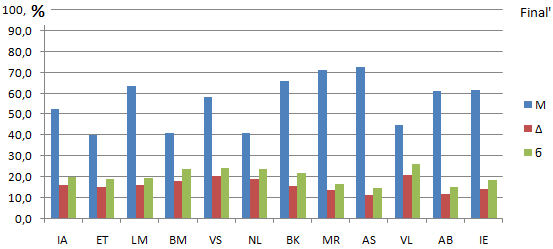 100, %
Final'
90,0
80,0
70,0
60,0
50,0
40,0
30,0
20,0
10,0
0,0
M
Δ
б
IA ET LM BM VS NL BK MR AS VL AB IE